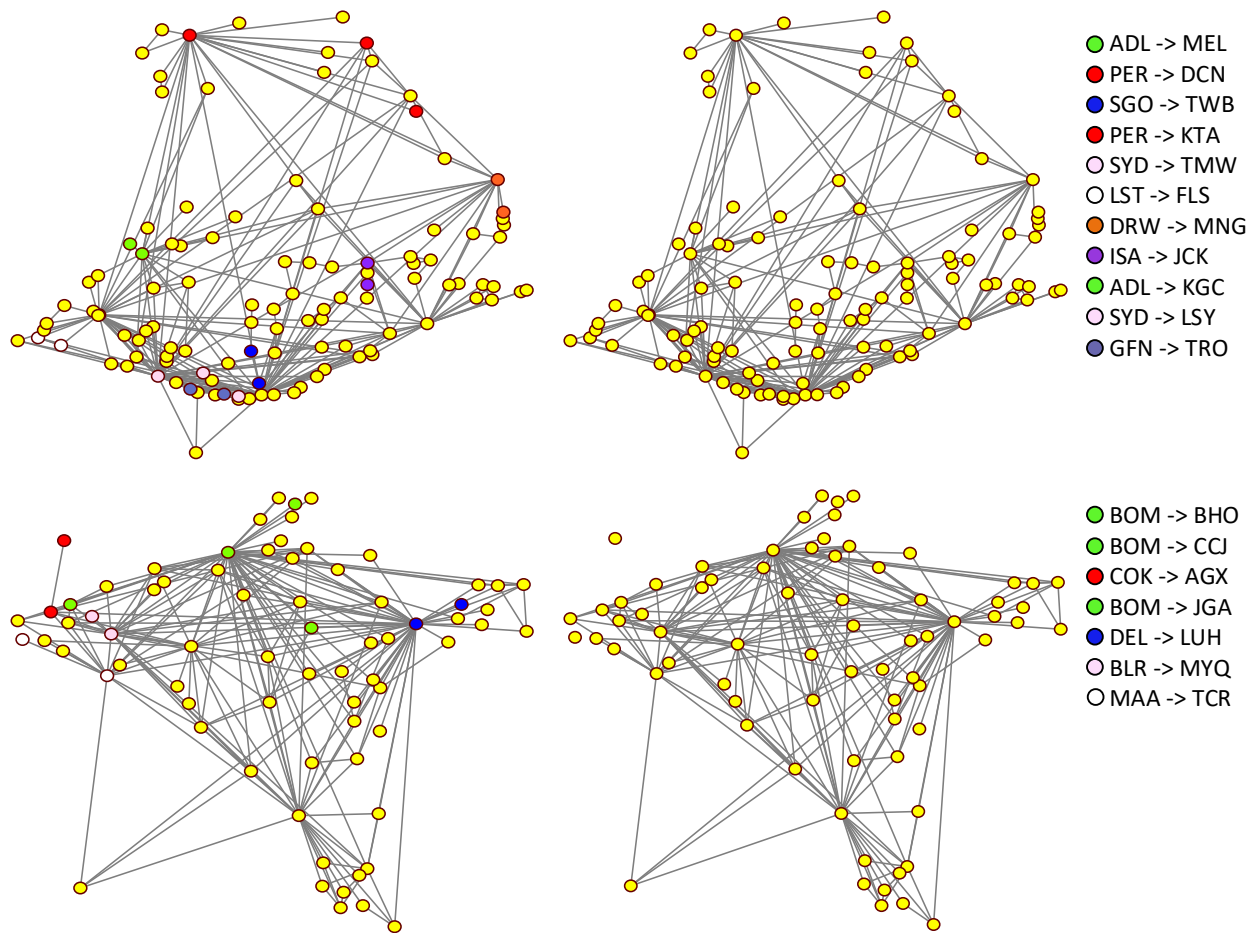 ADL -> MEL
PER -> DCN
SGO -> TWB
PER -> KTA
SYD -> TMW
LST -> FLS
DRW -> MNG
ISA -> JCK
ADL -> KGC
SYD -> LSY
GFN -> TRO
BOM -> BHO
BOM -> CCJ
COK -> AGX
BOM -> JGA
DEL -> LUH
BLR -> MYQ
MAA -> TCR